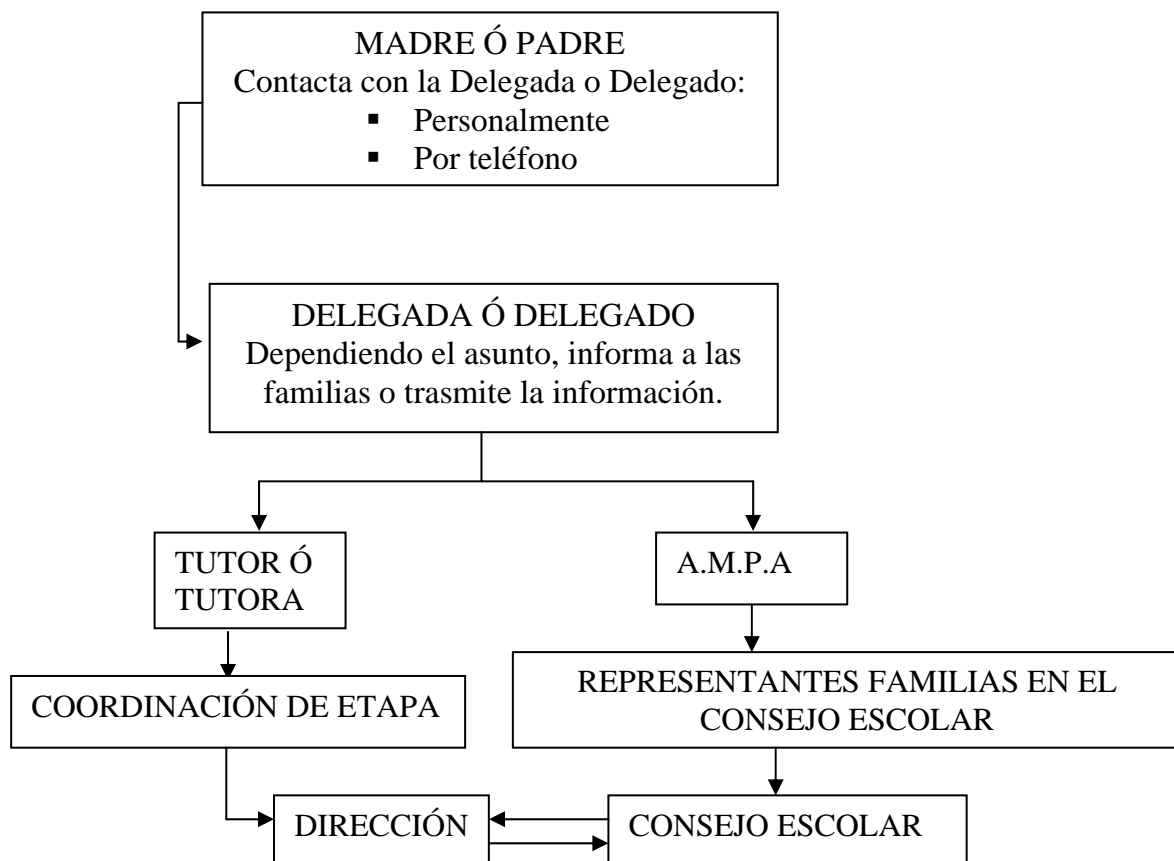 MADRE Ó PADRE
Contacta con la Delegada o Delegado:
▪ Personalmente
▪ Por teléfono
DELEGADA Ó DELEGADO
Dependiendo el asunto, informa a las
familias o trasmite la información.
TUTOR Ó
TUTORA
A.M.P.A
COORDINACIÓN DE ETAPA
REPRESENTANTES FAMILIAS EN EL
CONSEJO ESCOLAR
DIRECCIÓN
CONSEJO ESCOLAR